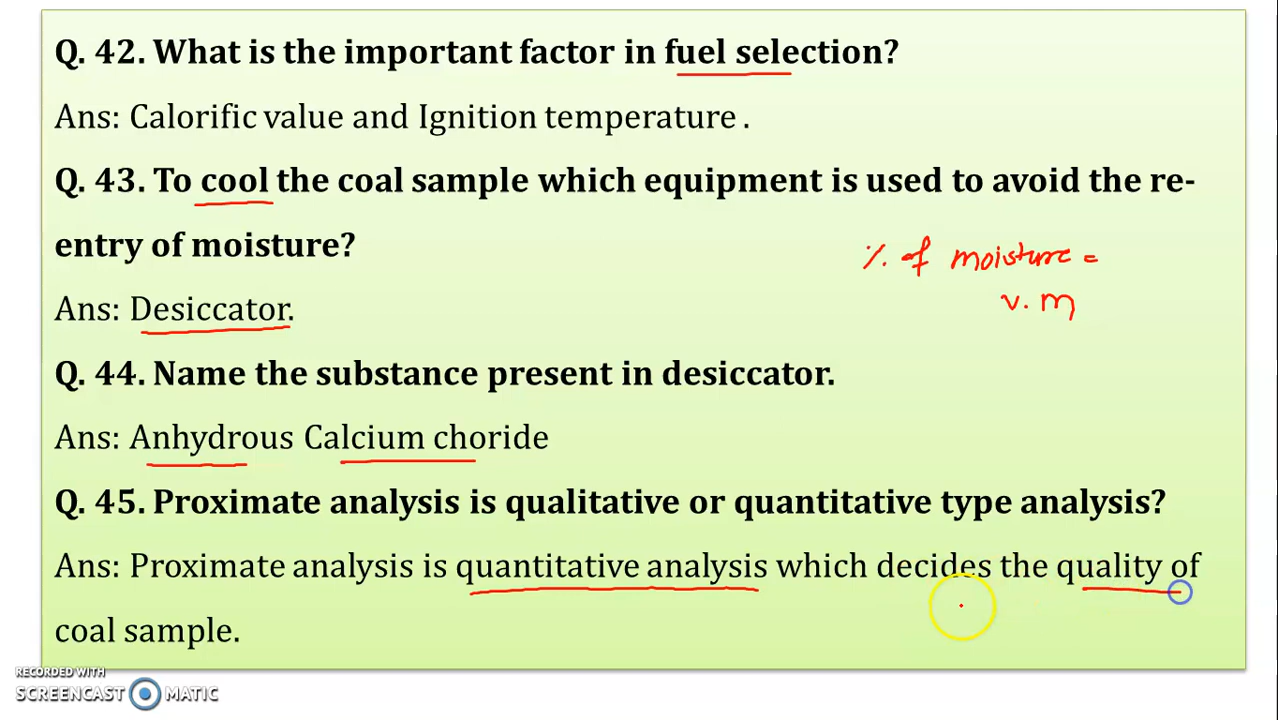 Q. 42. What is the important factor in fuel selection?
Ans: Calorific value and Ignition temperature .
Q. 43. To cool the coal sample which equipment is used to avoid the re-
entry of moisture?
% of moisture =
v. m
Ans: Desiccator.
Q. 44. Name the substance present in desiccator.
Ans: Anhydrous Calcium choride
Q. 45. Proximate analysis is qualitative or quantitative type analysis?
Ans: Proximate analysis is quantitative analysis which decides the quality of
coal sample.
RECORDED WITH
SCREENCAST MATIC